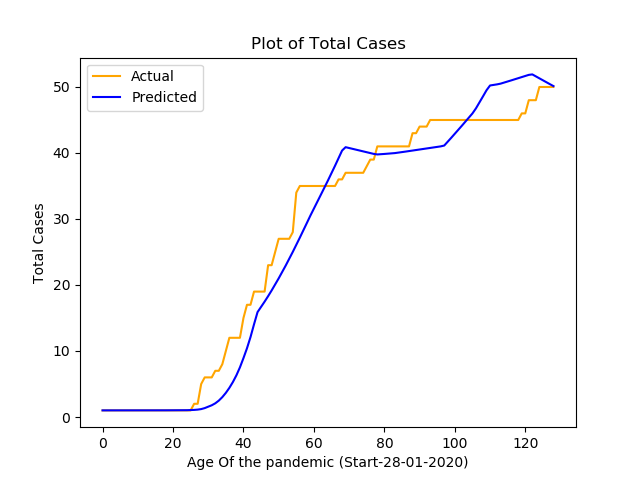 Plot of Total Cases
Actual
Predicted
50
40
30
20
10
0
Total Cases
0 20 40 60 80 100 120
Age Of the pandemic (Start-28-01-2020)